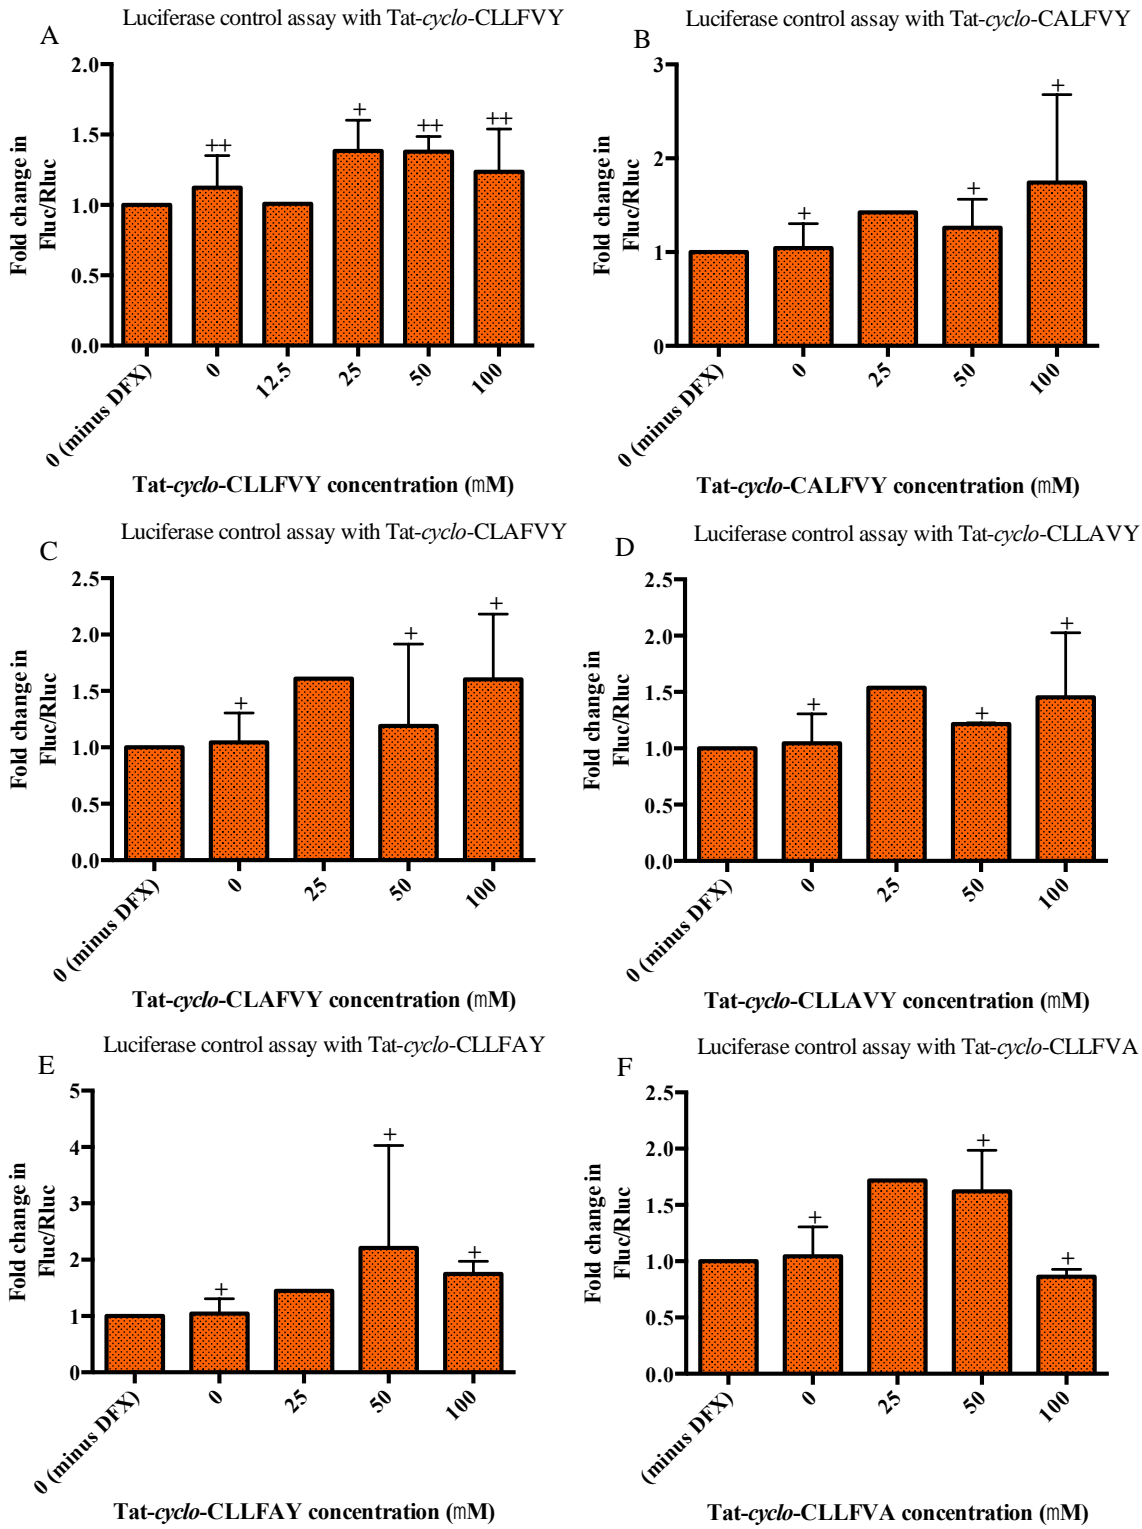 Luciferase control assay with Tat-cyclo-CLLFVY
A
Fold change in
Fluc/Rluc
2.0
1.5
1.0
0.5
0.0
++
+
++
++
0 (minus DFX)
0
12.5
25
50
100
Tat-cyclo-CLLFVY concentration (mM)
Luciferase control assay with Tat-cyclo-CALFVY
B
Fold change in
Fluc/Rluc
3
2
1
0
+
+
+
0 (minus DFX)
0
25
50
100
Tat-cyclo-CALFVY concentration (mM)
Luciferase control assay with Tat-cyclo-CLAFVY
C
Fold change in
Fluc/Rluc
2.5
2.0
1.5
1.0
0.5
0.0
+
+
+
0 (minus DFX)
0
25
50
100
Tat-cyclo-CLAFVY concentration (mM)
Luciferase control assay with Tat-cyclo-CLLAVY
D
Fold change in
Fluc/Rluc
2.5
2.0
1.5
1.0
0.5
0.0
+
+
+
0 (minus DFX)
0
25
50
100
Tat-cyclo-CLLAVY concentration (mM)
Luciferase control assay with Tat-cyclo-CLLFAY
E
Fold change in
Fluc/Rluc
5
4
3
2
1
0
+
+
+
0 (minus DFX)
0
25
50
100
Tat-cyclo-CLLFAY concentration (mM)
Luciferase control assay with Tat-cyclo-CLLFVA
F
Fold change in
Fluc/Rluc
2.5
2.0
1.5
1.0
0.5
0.0
+
+
+
(minus DFX)
0
25
50
100
Tat-cyclo-CLLFVA concentration (mM)